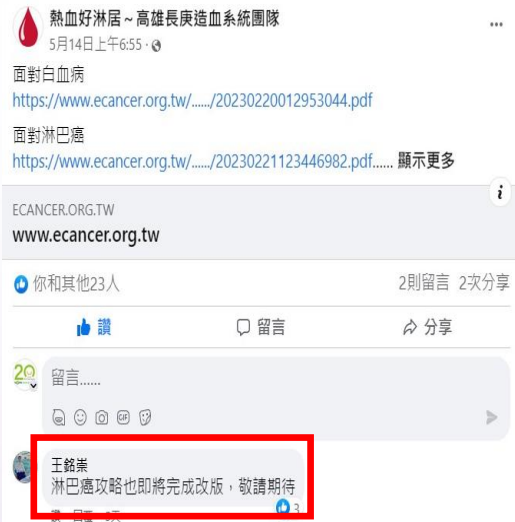 熱血好淋居～高雄長庚造血系統團隊
5月14日上午6:55 ·
面對白血病
https://www.ecancer.org.tw/....../20230220012953044.pdf
面對淋巴癌
https://www.ecancer.org.tw/....../20230221123446982.pdf...... 顯示更多
ECANCER.ORG.TW
www.ecancer.org.tw
你和其他23人 2則留言 2次分享
讚 留言 分享
20
留言......
GIF
王銘崇
淋巴癌攻略也即將完成改版，敬請期待
3